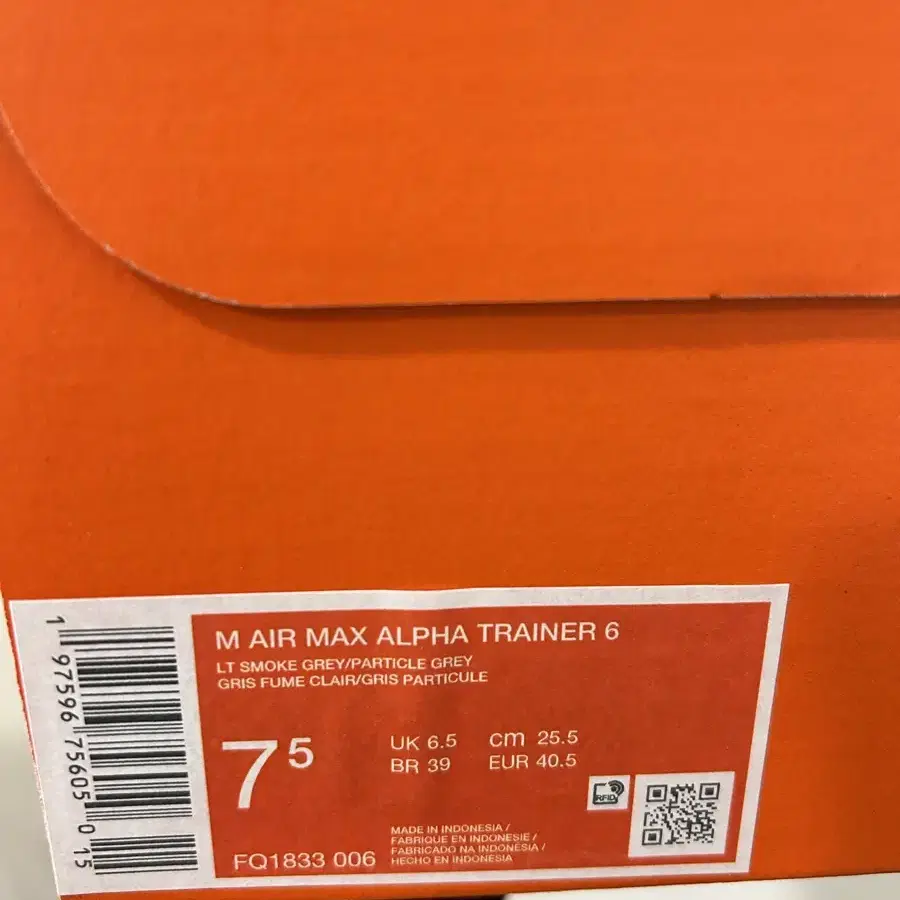 M AIR MAX ALPHA TRAINER 6
LT SMOKE GREY/PARTICLE GREY
GRIS FUME CLAIR/GRIS PARTICULE
7 5
UK 6.5 cm 25.5
BR 39 EUR 40.5
RFID
MADE IN INDONESIA /
FABRIQUE EN INDONESIE /
FABRICADO NA INDONESIA /
HECHO EN INDONESIA
FQ1833 006
1 97596 75605 0 15